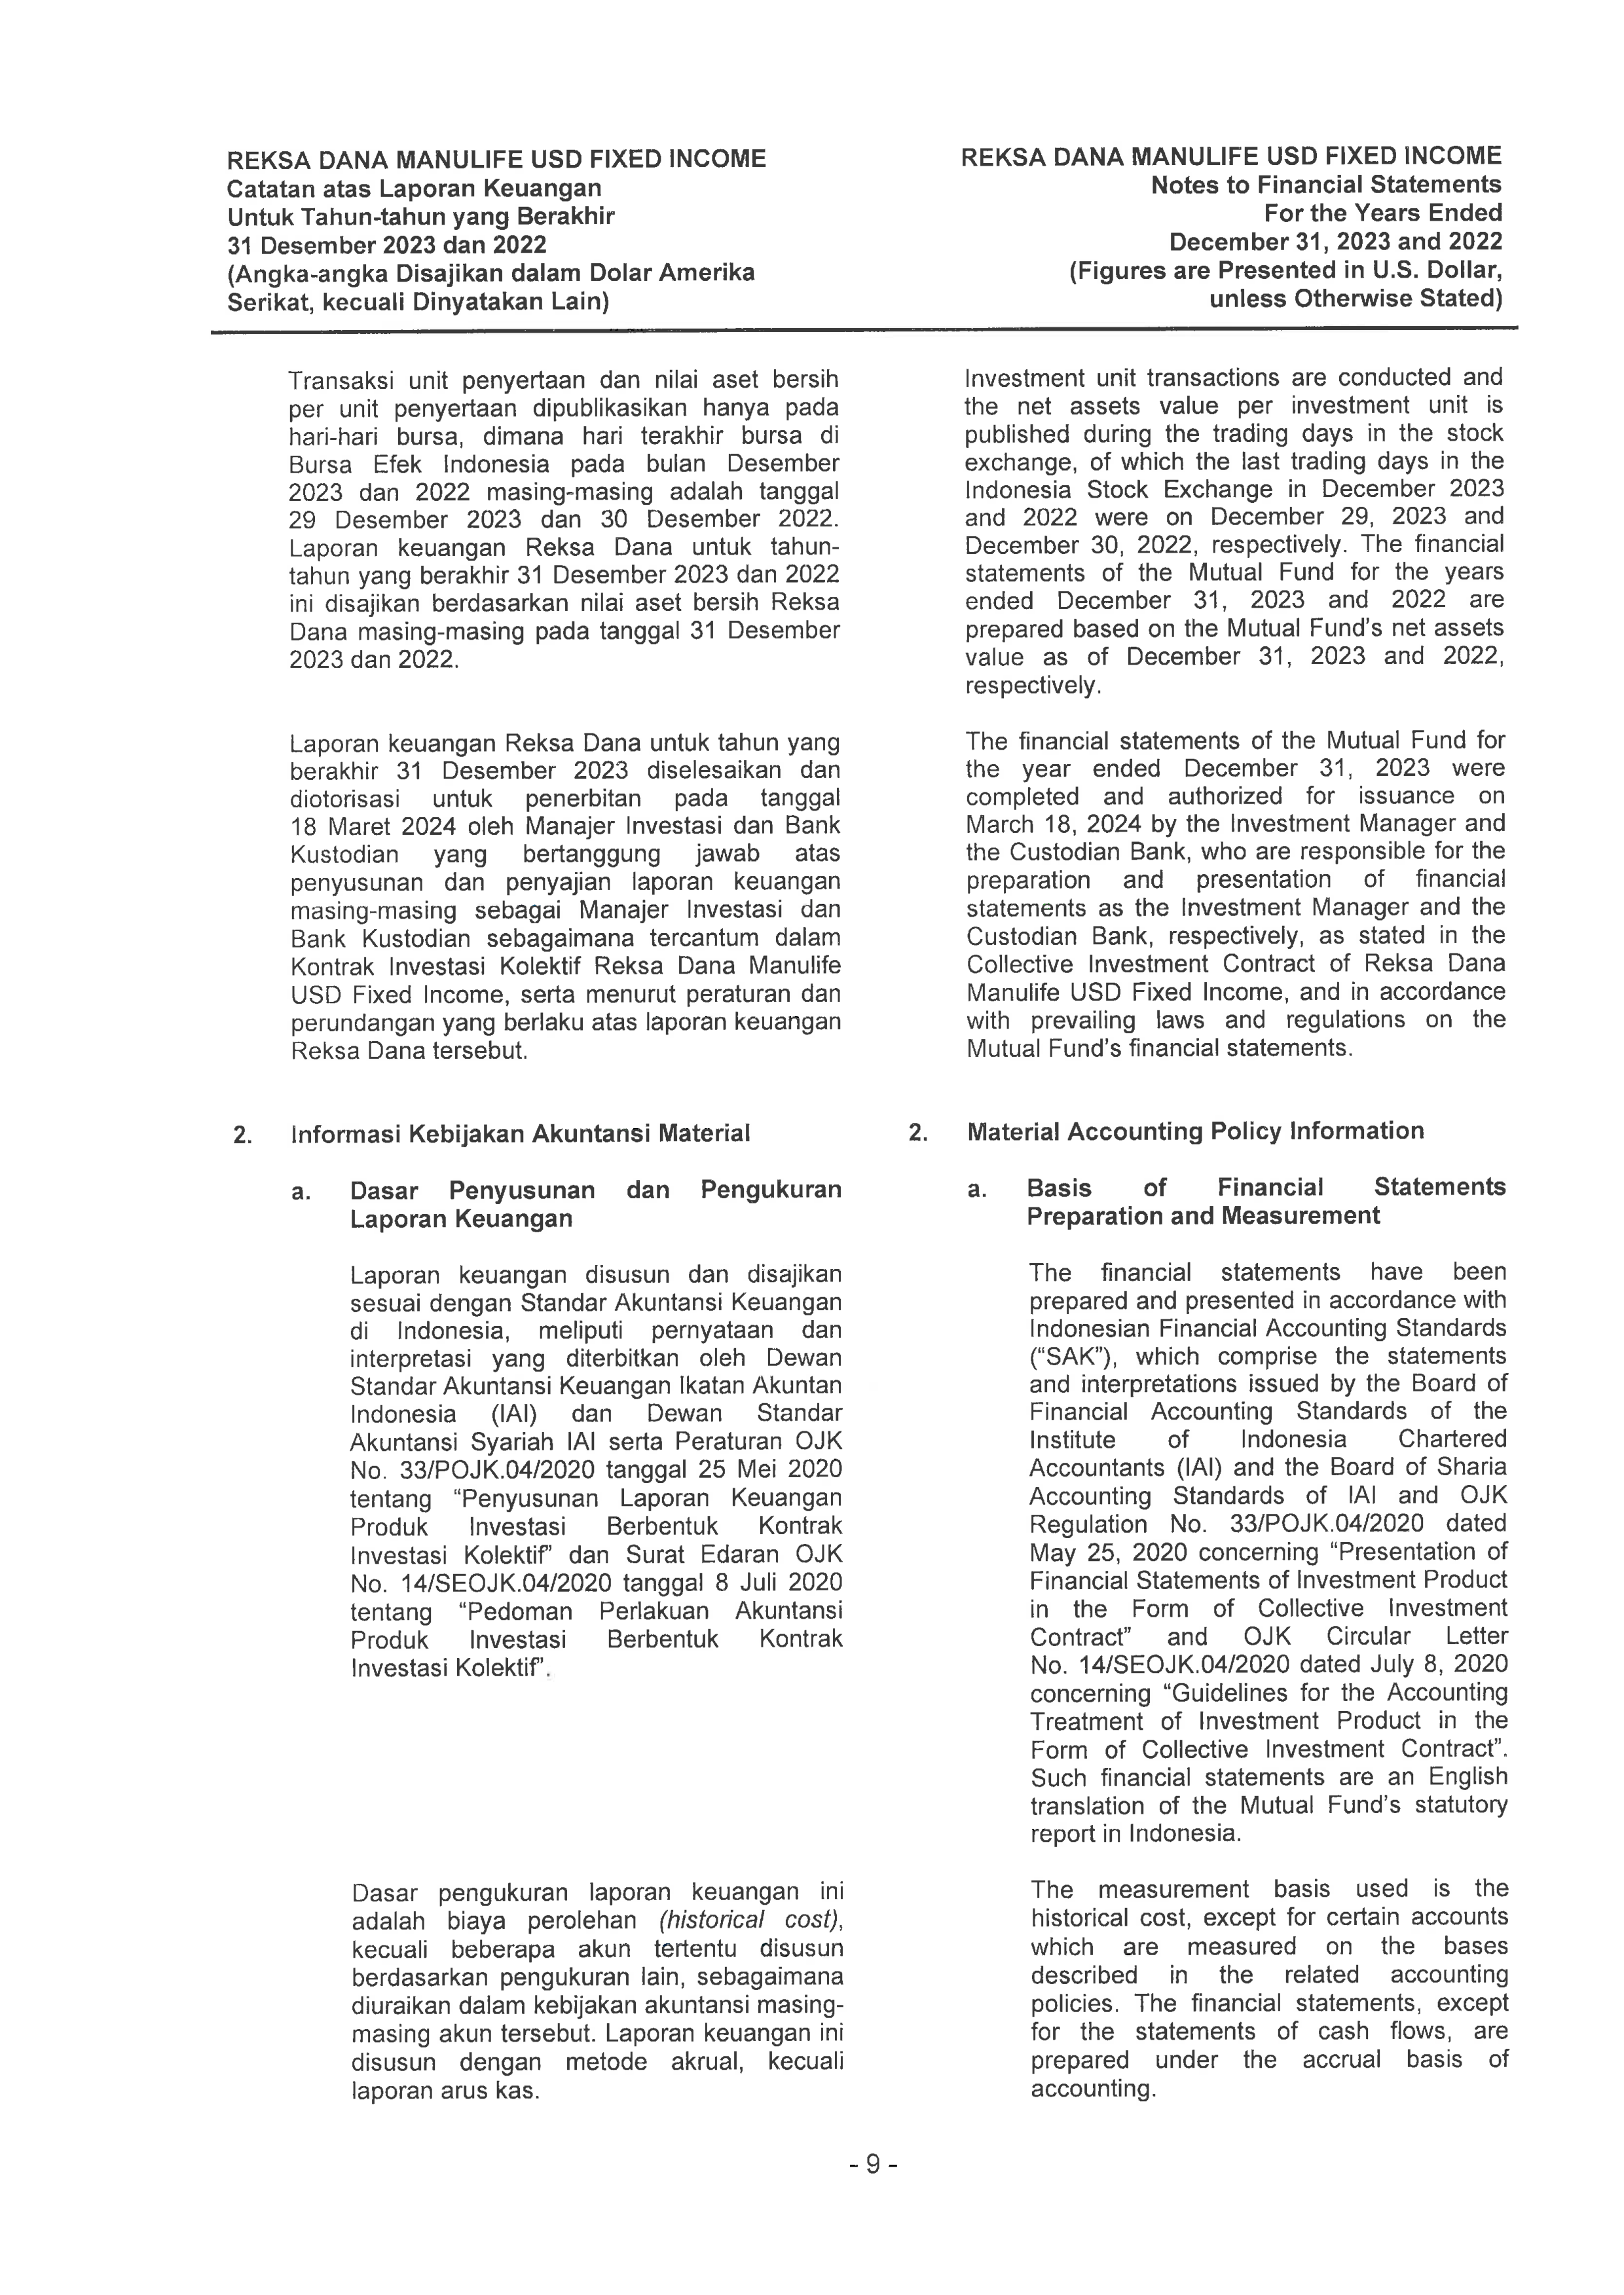 REKSA DANA MANULIFE USD FIXED INCOME
Catatan atas Laporan Keuangan
Untuk Tahun-tahun yang Berakhir
31 Desember 2023 dan 2022
(Angka-angka Disajikan dalam Dolar Amerika
Serikat, kecuali Dinyatakan Lain)
REKSA DANA MANULIFE USD FIXED INCOME
Notes to Financial Statements
For the Years Ended
December 31, 2023 and 2022
(Figures are Presented in U.S. Dollar,
unless Otherwise Stated)
Transaksi unit penyertaan dan nilai aset bersih
per unit penyertaan dipublikasikan hanya pada
hari-hari bursa, dimana hari terakhir bursa di
Bursa Efek Indonesia pada bulan Desember
2023 dan 2022 masing-masing adalah tanggal
29 Desember 2023 dan 30 Desember 2022.
Laporan keuangan Reksa Dana untuk tahun-
tahun yang berakhir 31 Desember 2023 dan 2022
ini disajikan berdasarkan nilai aset bersih Reksa
Dana masing-masing pada tanggal 31 Desember
2023 dan 2022.
Investment unit transactions are conducted and
the net assets value per investment unit is
published during the trading days in the stock
exchange, of which the last trading days in the
Indonesia Stock Exchange in December 2023
and 2022 were on December 29, 2023 and
December 30, 2022, respectively. The financial
statements of the Mutual Fund for the years
ended December 31, 2023 and 2022 are
prepared based on the Mutual Fund's net assets
value as of December 31, 2023 and 2022,
respectively.
Laporan keuangan Reksa Dana untuk tahun yang
berakhir 31 Desember 2023 diselesaikan dan
diotorisasi untuk penerbitan pada tanggal
18 Maret 2024 oleh Manajer Investasi dan Bank
Kustodian yang bertanggung jawab atas
penyusunan dan penyajian laporan keuangan
masing-masing sebagai Manajer Investasi dan
Bank Kustodian sebagaimana tercantum dalam
Kontrak Investasi Kolektif Reksa Dana Manulife
USD Fixed Income, serta menurut peraturan dan
perundangan yang berlaku atas laporan keuangan
Reksa Dana tersebut.
The financial statements of the Mutual Fund for
the year ended December 31, 2023 were
completed and authorized for issuance on
March 18, 2024 by the Investment Manager and
the Custodian Bank, who are responsible for the
preparation and presentation of financial
statements as the Investment Manager and the
Custodian Bank, respectively, as stated in the
Collective Investment Contract of Reksa Dana
Manulife USD Fixed Income, and in accordance
with prevailing laws and regulations on the
Mutual Fund's financial statements.
2. Informasi Kebijakan Akuntansi Material
a. Dasar Penyusunan dan Pengukuran
Laporan Keuangan
Laporan keuangan disusun dan disajikan
sesuai dengan Standar Akuntansi Keuangan
di Indonesia, meliputi pernyataan dan
interpretasi yang diterbitkan oleh Dewan
Standar Akuntansi Keuangan Ikatan Akuntan
Indonesia (IAI) dan Dewan Standar
Akuntansi Syariah IAI serta Peraturan OJK
No. 33/POJK.04/2020 tanggal 25 Mei 2020
tentang “Penyusunan Laporan Keuangan
Produk Investasi Berbentuk Kontrak
Investasi Kolektif” dan Surat Edaran OJK
No. 14/SEOJK.04/2020 tanggal 8 Juli 2020
tentang “Pedoman Perlakuan Akuntansi
Produk Investasi Berbentuk Kontrak
Investasi Kolektif”.
2. Material Accounting Policy Information
a. Basis of Financial Statements
Preparation and Measurement
The financial statements have been
prepared and presented in accordance with
Indonesian Financial Accounting Standards
(“SAK”), which comprise the statements
and interpretations issued by the Board of
Financial Accounting Standards of the
Institute of Indonesia Chartered
Accountants (IAI) and the Board of Sharia
Accounting Standards of IAI and OJK
Regulation No. 33/POJK.04/2020 dated
May 25, 2020 concerning “Presentation of
Financial Statements of Investment Product
in the Form of Collective Investment
Contract” and OJK Circular Letter
No. 14/SEOJK.04/2020 dated July 8, 2020
concerning “Guidelines for the Accounting
Treatment of Investment Product in the
Form of Collective Investment Contract”.
Such financial statements are an English
translation of the Mutual Fund's statutory
report in Indonesia.
Dasar pengukuran laporan keuangan ini
adalah biaya perolehan (historical cost),
kecuali beberapa akun tertentu disusun
berdasarkan pengukuran lain, sebagaimana
diuraikan dalam kebijakan akuntansi masing-
masing akun tersebut. Laporan keuangan ini
disusun dengan metode akrual, kecuali
laporan arus kas.
The measurement basis used is the
historical cost, except for certain accounts
which are measured on the bases
described in the related accounting
policies. The financial statements, except
for the statements of cash flows, are
prepared under the accrual basis of
accounting.
- 9 -